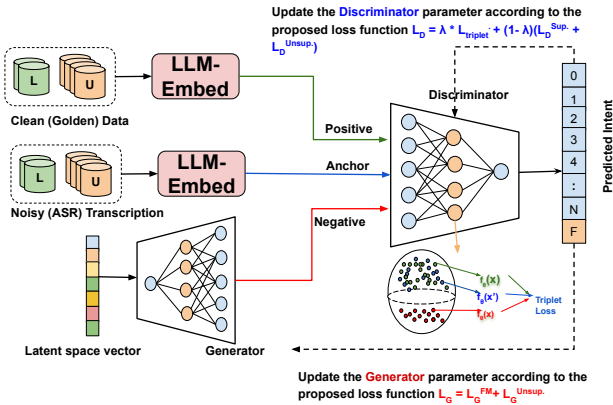 Update the Discriminator parameter according to the
proposed loss function L_D = λ * L_triplet + (1- λ)(L_D^Sup. +
L_D^Unsup.)
LLM-
Embed
L
U
Clean (Golden) Data
Discriminator
Positive
LLM-
Embed
L
U
Anchor
Noisy (ASR) Transcription
Negative
0
1
2
3
4
:
N
F
Predicted Intent
f_θ(x)
f_θ(x')
f_θ(x)
Triplet
Loss
Latent space vector
Generator
Update the Generator parameter according to the
proposed loss function L_G = L_G^FM + L_G^Unsup.